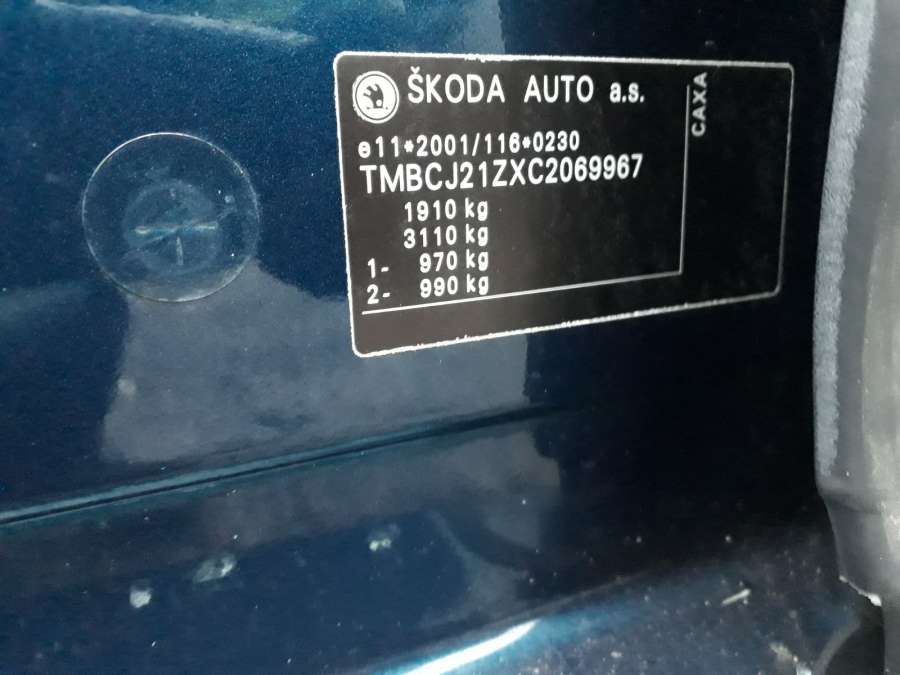 ŠKODA AUTO a.s.
CAXA
e11*2001/116*0230
TMBCJ21ZXC2069967
1910 kg
3110 kg
1- 970 kg
2- 990 kg